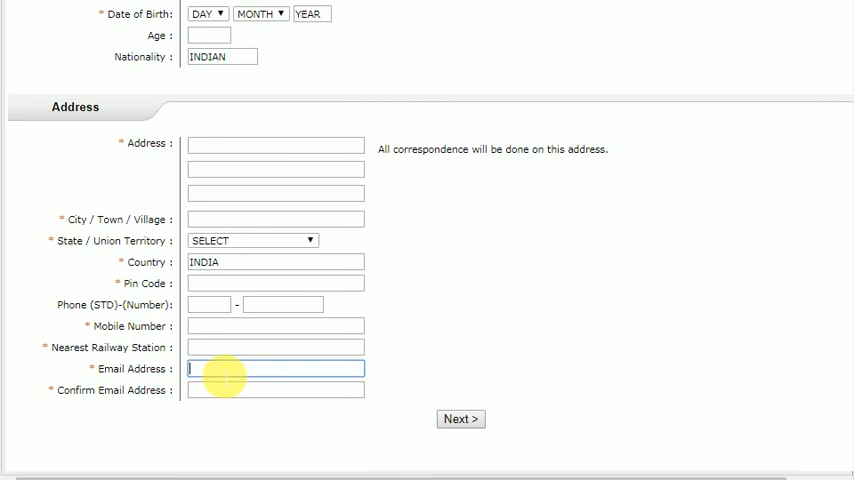 * Date of Birth: DAY MONTH YEAR
Age :
Nationality : INDIAN
Address
* Address : All correspondence will be done on this address.
* City / Town / Village :
* State / Union Territory : SELECT
* Country : INDIA
* Pin Code :
Phone (STD)-(Number): -
* Mobile Number :
* Nearest Railway Station :
* Email Address :
* Confirm Email Address :
Next >